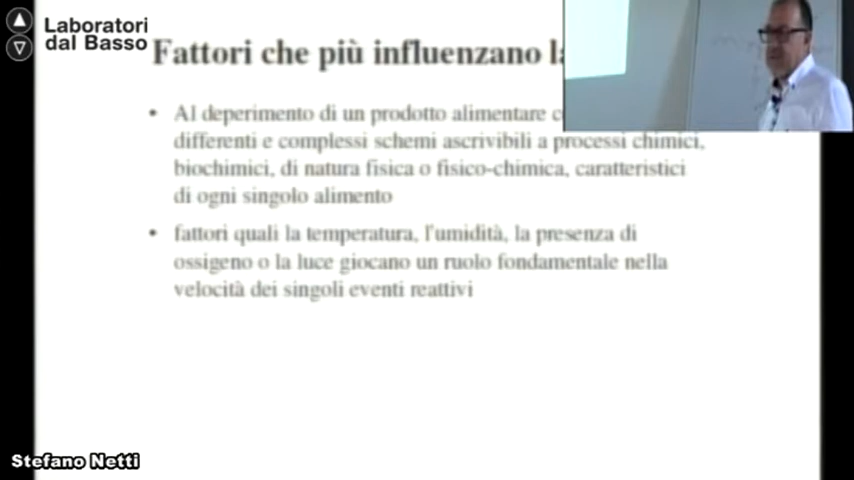 Laboratori
dal Basso
Fattori che più influenzano
Al deperimento di un prodotto alimentare
differenti e complessi schemi ascrivibili a processi chimici,
biochimici, di natura fisica o fisico-chimica, caratteristici
di ogni singolo alimento
fattori quali la temperatura, l'umidità, la presenza di
ossigeno o la luce giocano un ruolo fondamentale nella
velocità dei singoli eventi reattivi
Stefano Netti